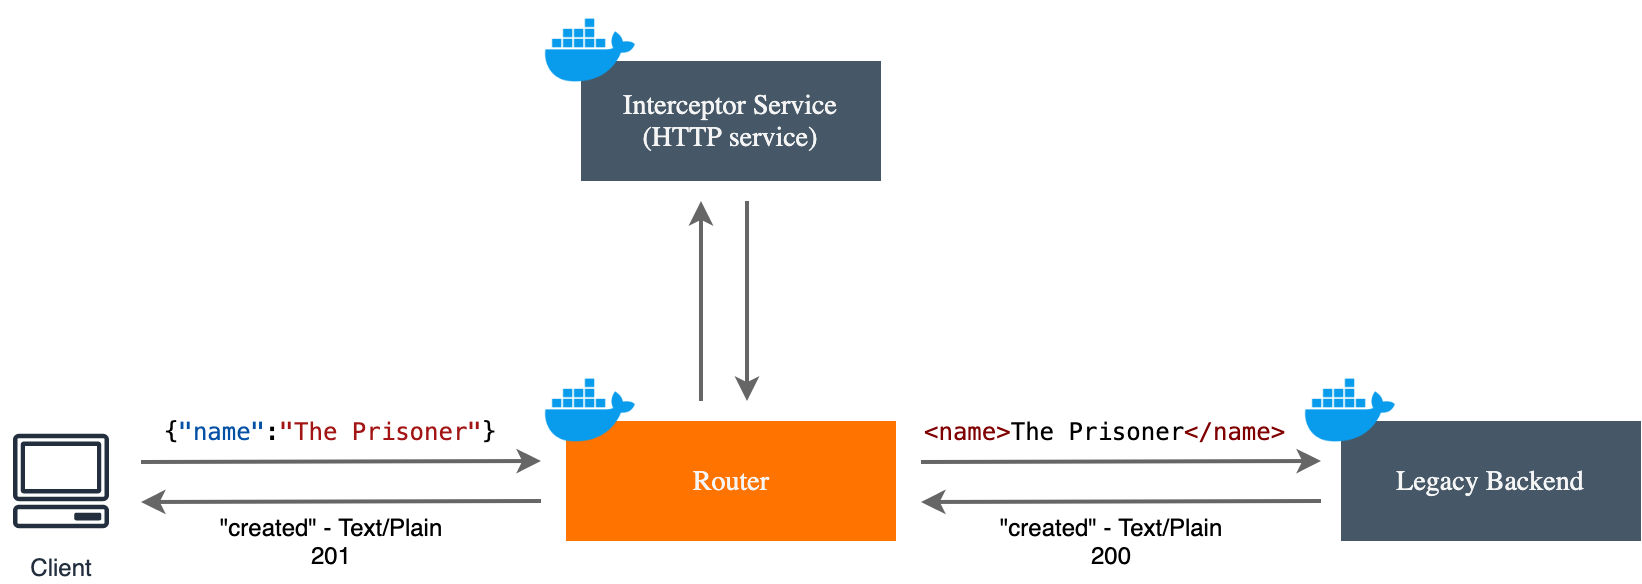 Interceptor Service
(HTTP service)
{"name":"The Prisoner"}
<name>The Prisoner</name>
Router
Legacy Backend
"created" - Text/Plain
201
"created" - Text/Plain
200
Client